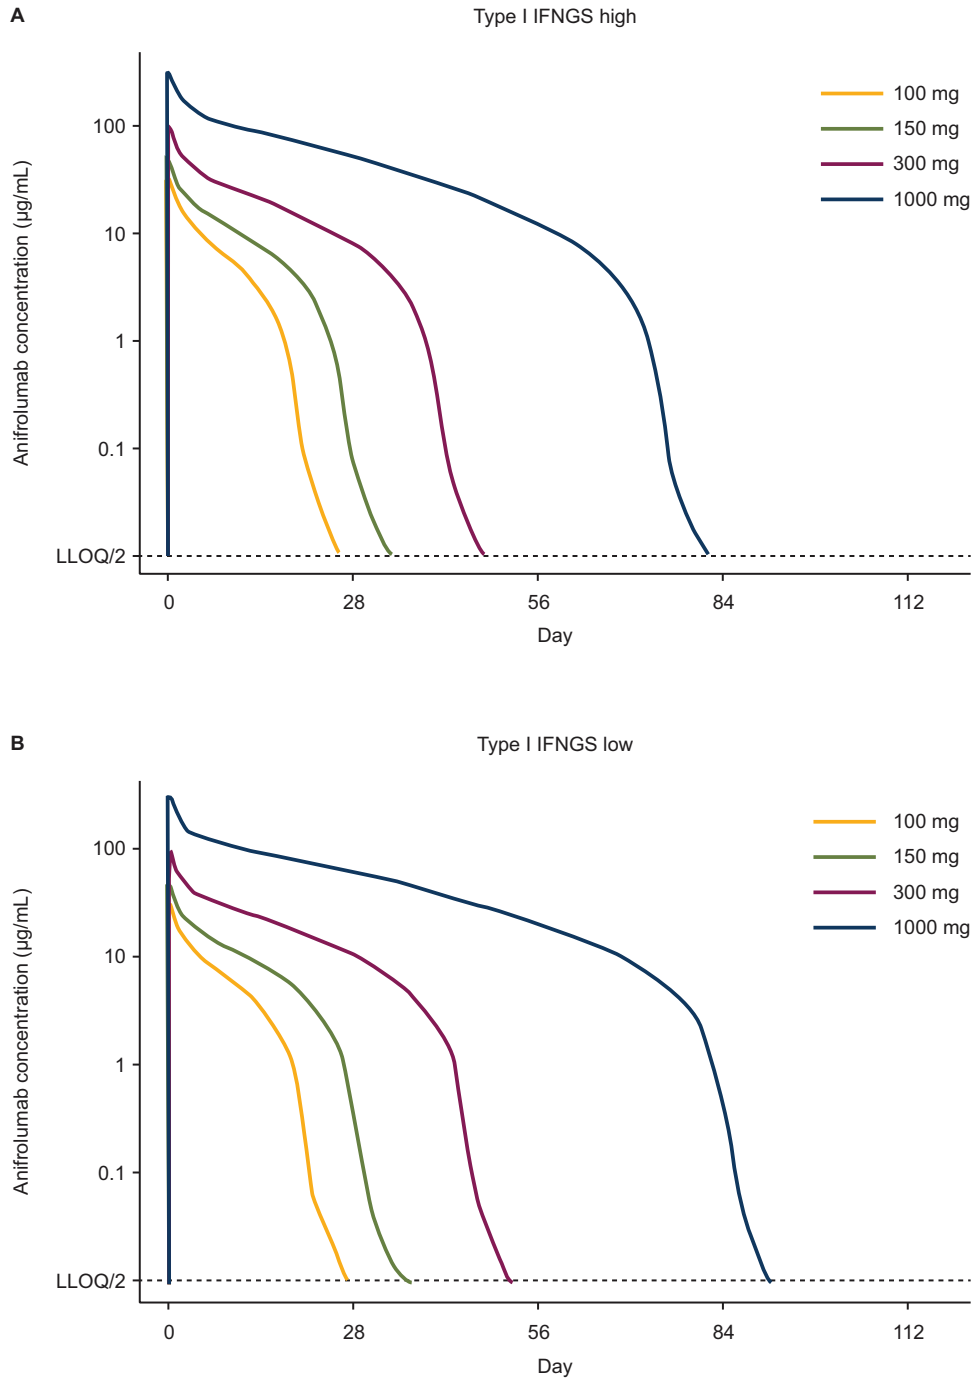 A
Type I IFNGS high
100 mg
150 mg
300 mg
1000 mg
Anifrolumab concentration (µg/mL)
100
10
1
0.1
LLOQ/2
0 28 56 84 112
Day
B
Type I IFNGS low
100 mg
150 mg
300 mg
1000 mg
Anifrolumab concentration (µg/mL)
100
10
1
0.1
LLOQ/2
0 28 56 84 112
Day